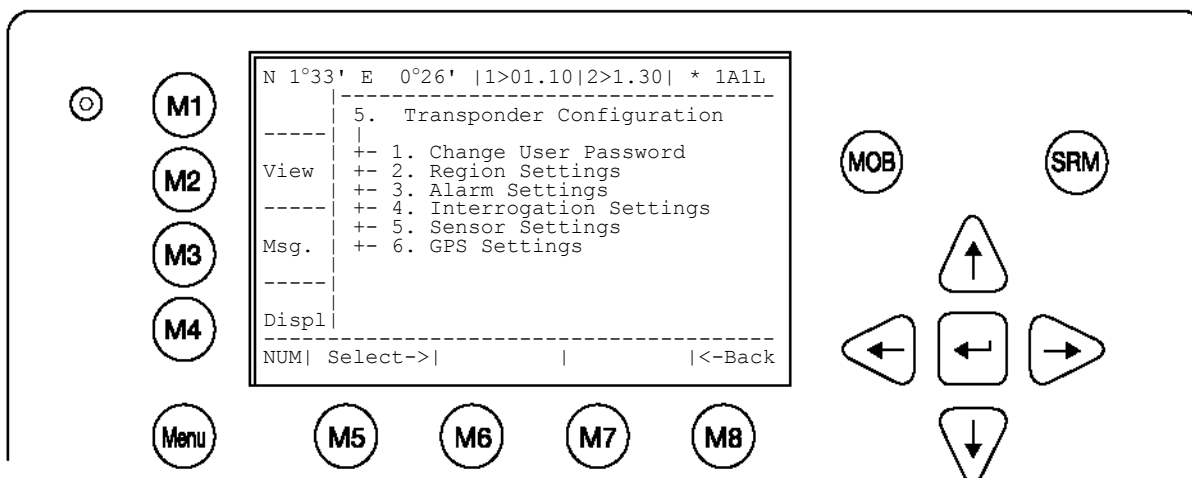 N 1°33' E 0°26' |1>01.10|2>1.30| * 1A1L
M1
5. Transponder Configuration
+- 1. Change User Password
View +- 2. Region Settings
M2
+- 3. Alarm Settings
+- 4. Interrogation Settings
+- 5. Sensor Settings
Msg. +- 6. GPS Settings
M3
Displ
M4
NUM| Select->| | |<-Back
MOB
SRM
Menu
M5
M6
M7
M8